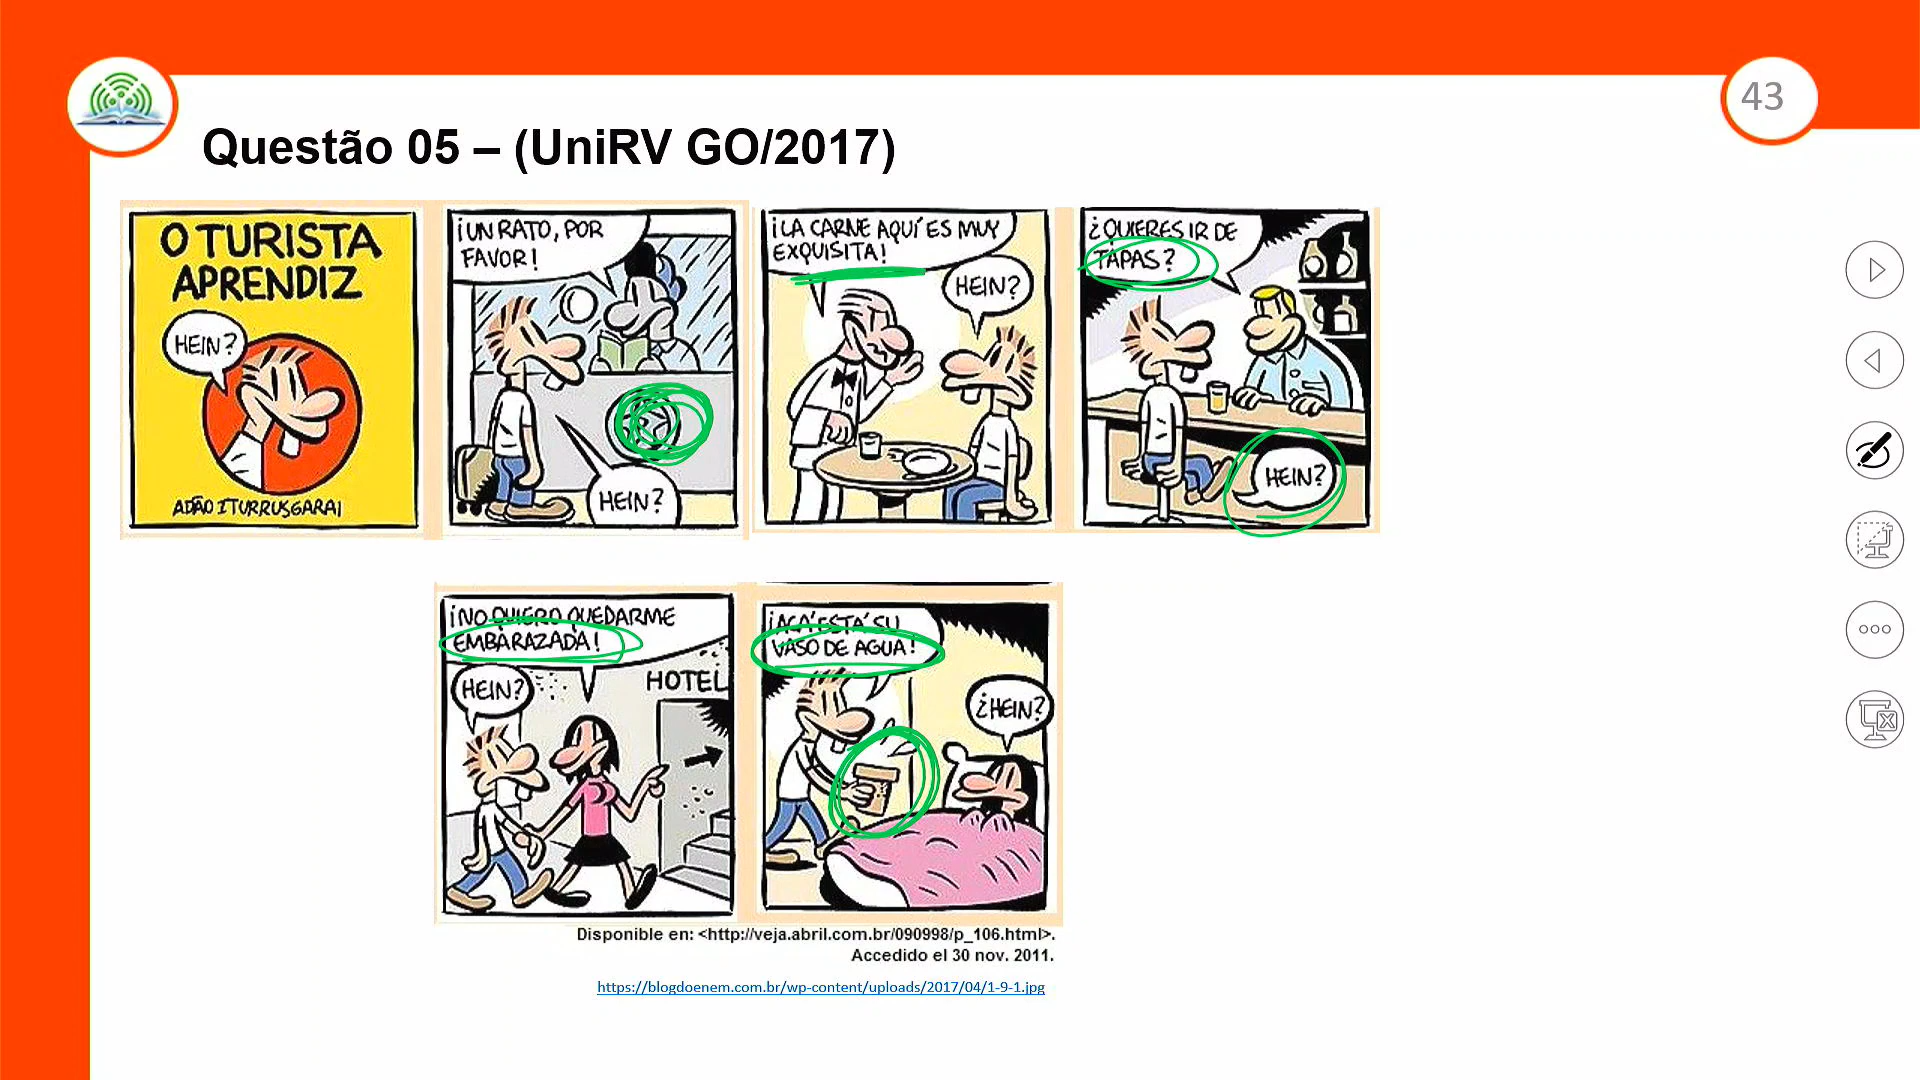 43
Questão 05 – (UniRV GO/2017)
O TURISTA
APRENDIZ
HEIN?
ADÃO ITURRUSGARAI
¡UN RATO, POR
FAVOR!
HEIN?
¡LA CARNE AQUÍ ES MUY
EXQUISITA!
HEIN?
¿QUIERES IR DE
TAPAS?
HEIN?
¡NO QUIERO QUEDARME
EMBARAZADA!
HEIN?
HOTEL
¡ACÁ ESTÁ SU
VASO DE AGUA!
¿HEIN?
Disponible en: <http://veja.abril.com.br/090998/p_106.html>.
Accedido el 30 nov. 2011.
https://blogdoenem.com.br/wp-content/uploads/2017/04/1-9-1.jpg